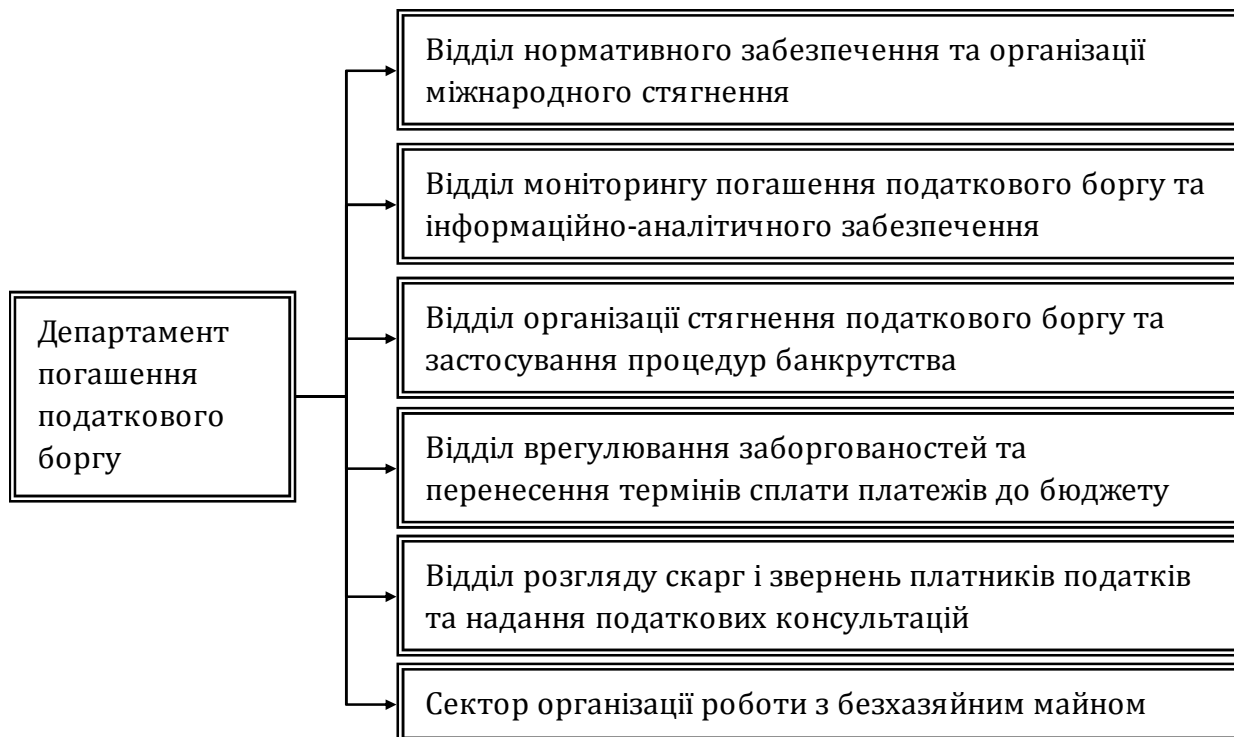 Відділ нормативного забезпечення та організації
міжнародного стягнення
Відділ моніторингу погашення податкового боргу та
інформаційно-аналітичного забезпечення
Департамент
погашення
податкового
боргу
Відділ організації стягнення податкового боргу та
застосування процедур банкрутства
Відділ врегулювання заборгованостей та
перенесення термінів сплати платежів до бюджету
Відділ розгляду скарг і звернень платників податків
та надання податкових консультацій
Сектор організації роботи з безхазяйним майном